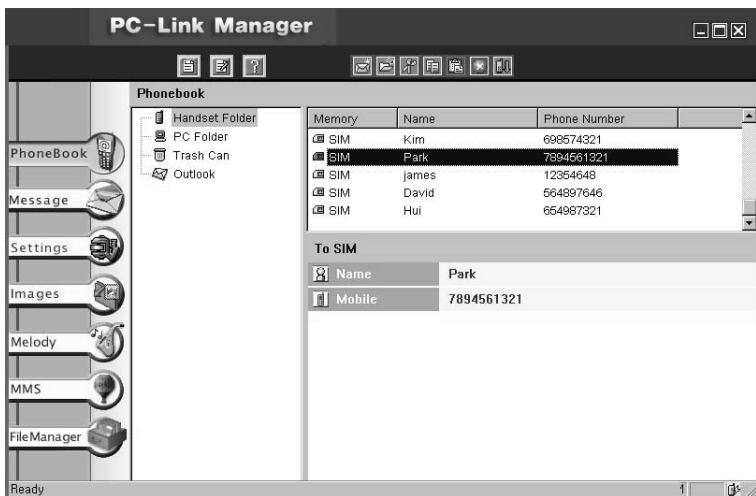 PC-Link Manager
Phonebook
PhoneBook
Message
Settings
Images
Melody
MMS
FileManager
Handset Folder
PC Folder
Trash Can
Outlook
Memory Name Phone Number
SIM Kim 698574321
SIM Park 7894561321
SIM james 12354648
SIM David 564897646
SIM Hui 654987321
To SIM
Name Park
Mobile 7894561321
Ready 1